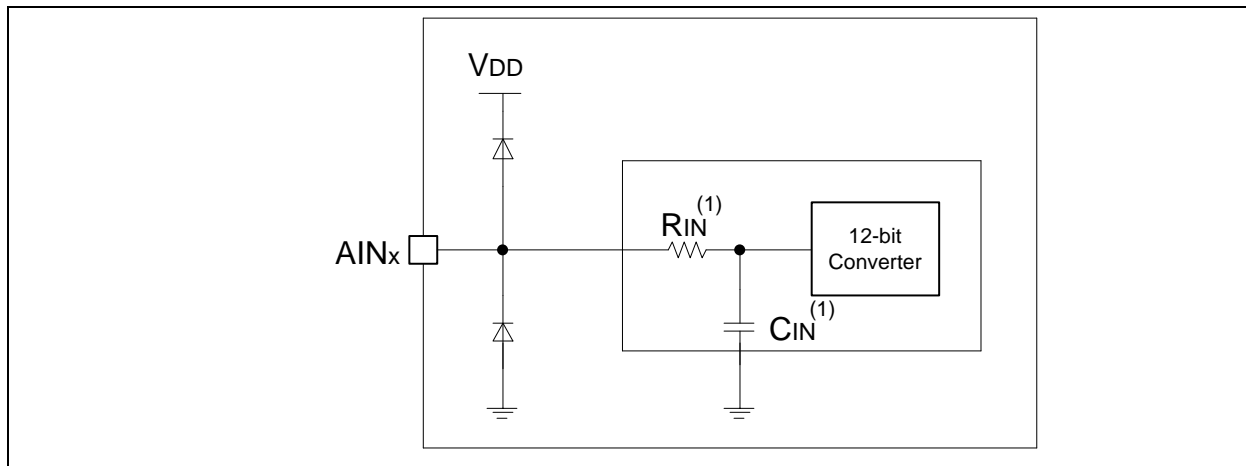 VDD
RIN(1)
AINx
12-bit
Converter
CIN(1)